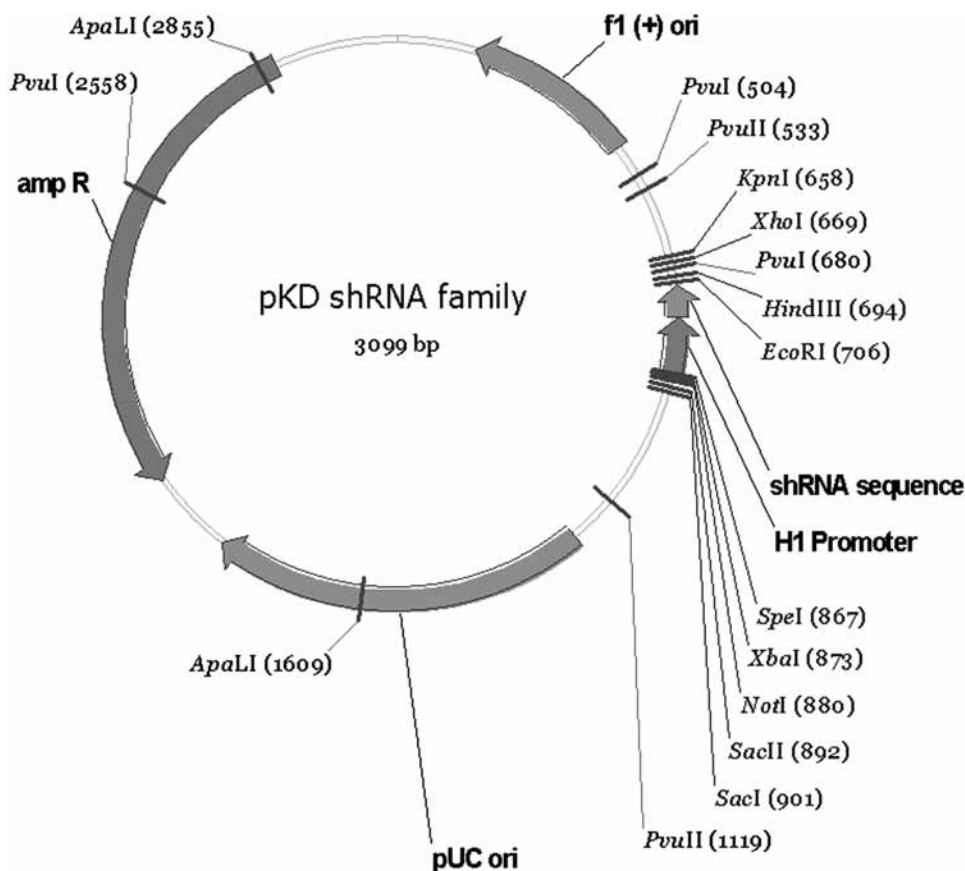 ApaLI (2855)
f1 (+) ori
PvuI (2558)
PvuI (504)
PvuII (533)
amp R
KpnI (658)
XhoI (669)
PvuI (680)
HindIII (694)
EcoRI (706)
pKD shRNA family
3099 bp
shRNA sequence
H1 Promoter
SpeI (867)
XbaI (873)
NotI (880)
SacII (892)
SacI (901)
PvuII (1119)
ApaLI (1609)
pUC ori